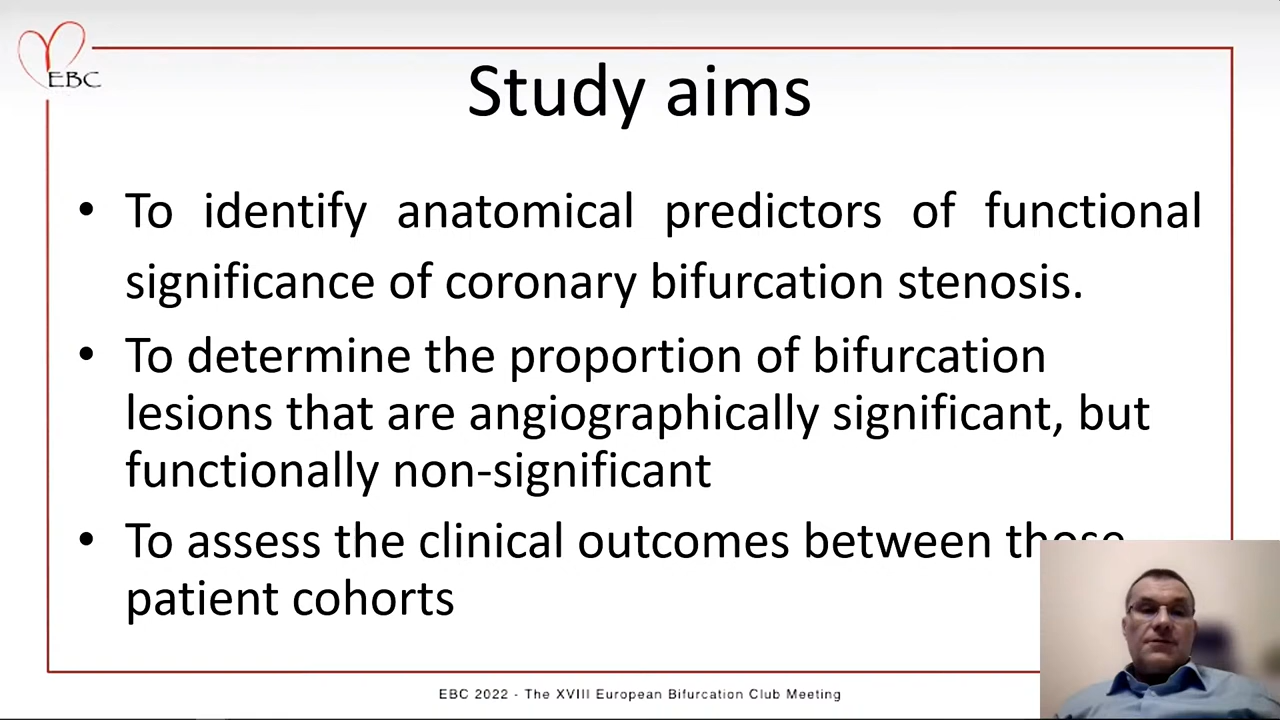 EBC
Study aims
• To identify anatomical predictors of functional
significance of coronary bifurcation stenosis.
• To determine the proportion of bifurcation
lesions that are angiographically significant, but
functionally non-significant
• To assess the clinical outcomes between those
patient cohorts
EBC 2022 - The XVIII European Bifurcation Club Meeting